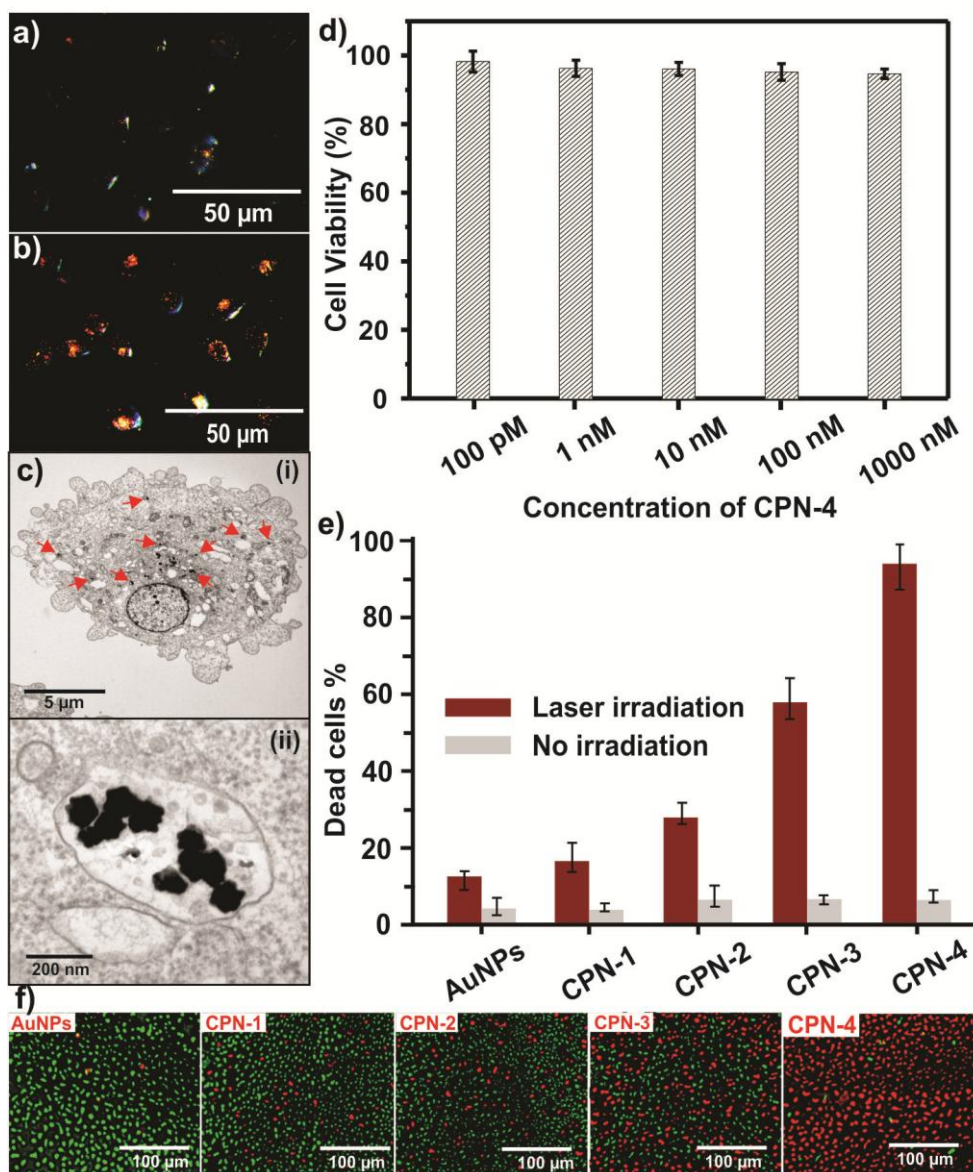 a)
50 µm
b)
50 µm
c)
(i)
5 µm
(ii)
200 nm
d)
Cell Viability (%)
100
80
60
40
20
0
100 pM
1 nM
10 nM
100 nM
1000 nM
Concentration of CPN-4
e)
Dead cells %
100
80
60
40
20
0
Laser irradiation
No irradiation
AuNPs
CPN-1
CPN-2
CPN-3
CPN-4
f)
AuNPs
CPN-1
CPN-2
CPN-3
CPN-4
100 µm
100 µm
100 µm
100 µm
100 µm